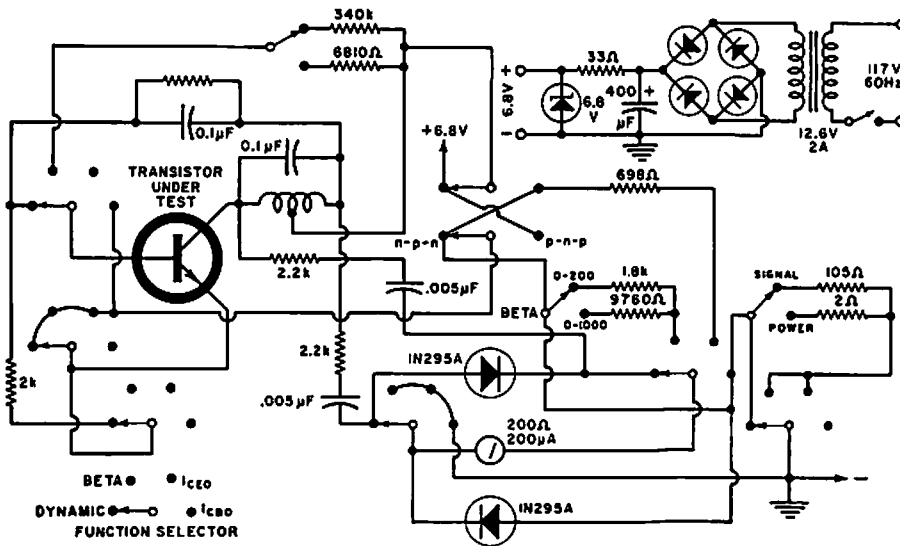 340k
6810Ω
33Ω
+
6.8V
-
6.8
V
400
+
μF
117V
60Hz
12.6V
2A
0.1μF
0.1μF
TRANSISTOR
UNDER
TEST
+6.8V
698Ω
n-p-n
p-n-p
2.2k
.005μF
0-200
1.8k
BETA
9760Ω
0-1000
SIGNAL
105Ω
2Ω
POWER
2.2k
1N295A
2k
.005μF
200Ω
200μA
BETA
ICEO
DYNAMIC
ICBO
FUNCTION SELECTOR
1N295A
-